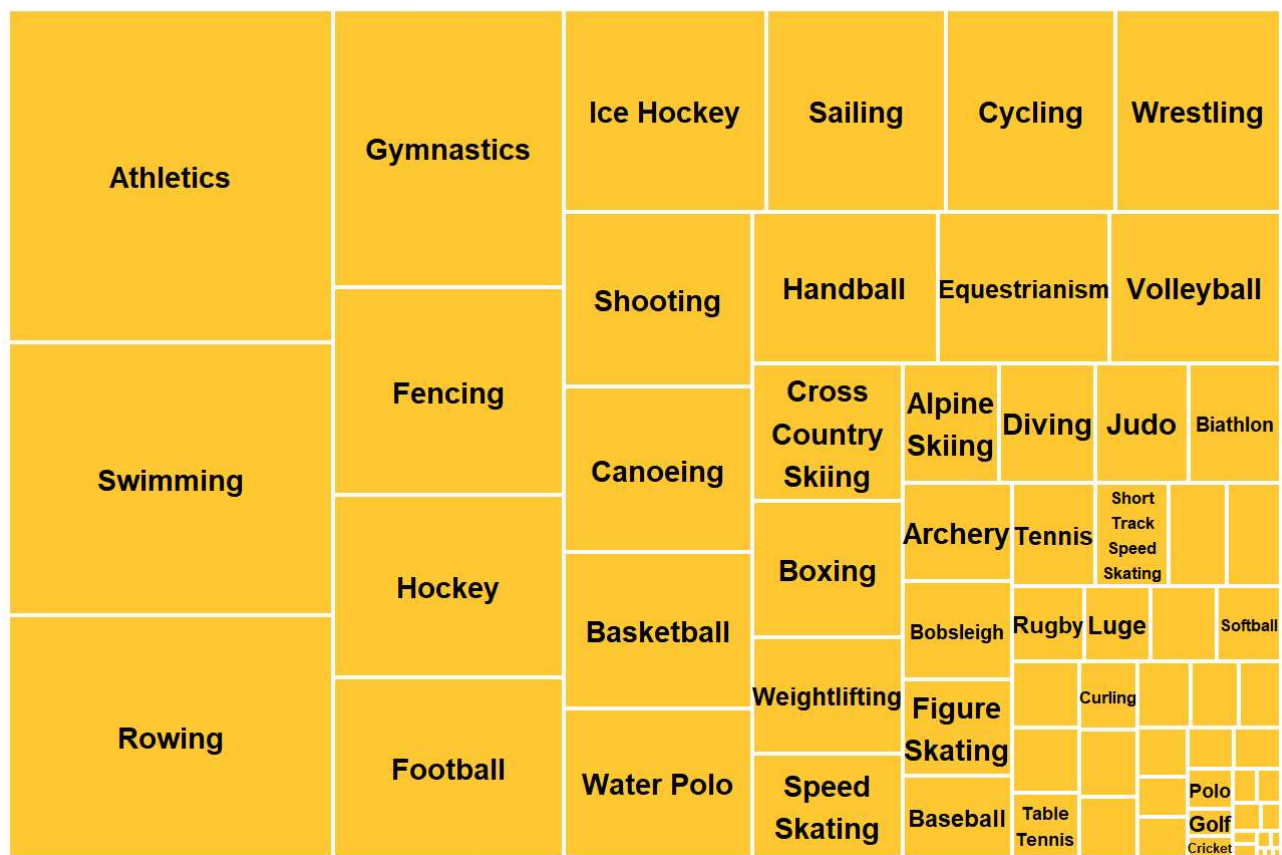 Athletics
Swimming
Rowing
Gymnastics
Fencing
Hockey
Football
Ice Hockey
Sailing
Cycling
Wrestling
Shooting
Canoeing
Basketball
Water Polo
Handball
Equestrianism
Volleyball
Cross
Country
Skiing
Boxing
Weightlifting
Speed
Skating
Alpine
Skiing
Diving
Judo
Biathlon
Archery
Bobsleigh
Figure
Skating
Baseball
Tennis
Short
Track
Speed
Skating
Rugby
Luge
Softball
Curling
Table
Tennis
Polo
Golf
Cricket